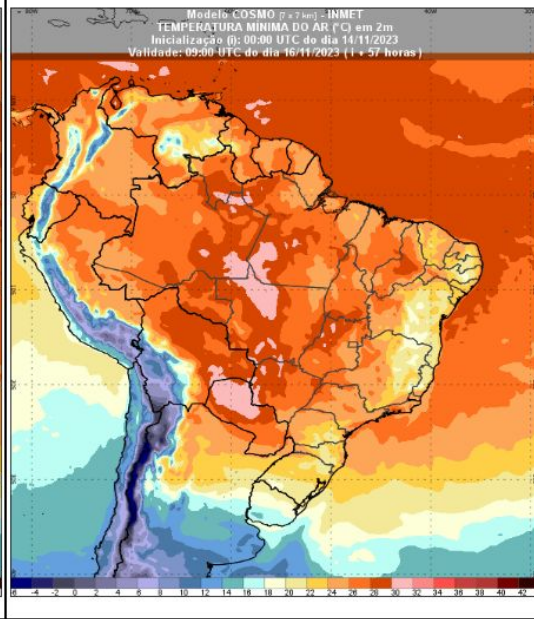 Modelo COSMO [7 x 7 km] - INMET
TEMPERATURA MÍNIMA DO AR (°C) em 2m
Inicialização (i): 00:00 UTC do dia 14/11/2023
Validade: 09:00 UTC do dia 16/11/2023 ( i + 57 horas )
-4 -2 0 2 4 6 8 10 12 14 16 18 20 22 24 26 28 30 32 34 36 38 40 42